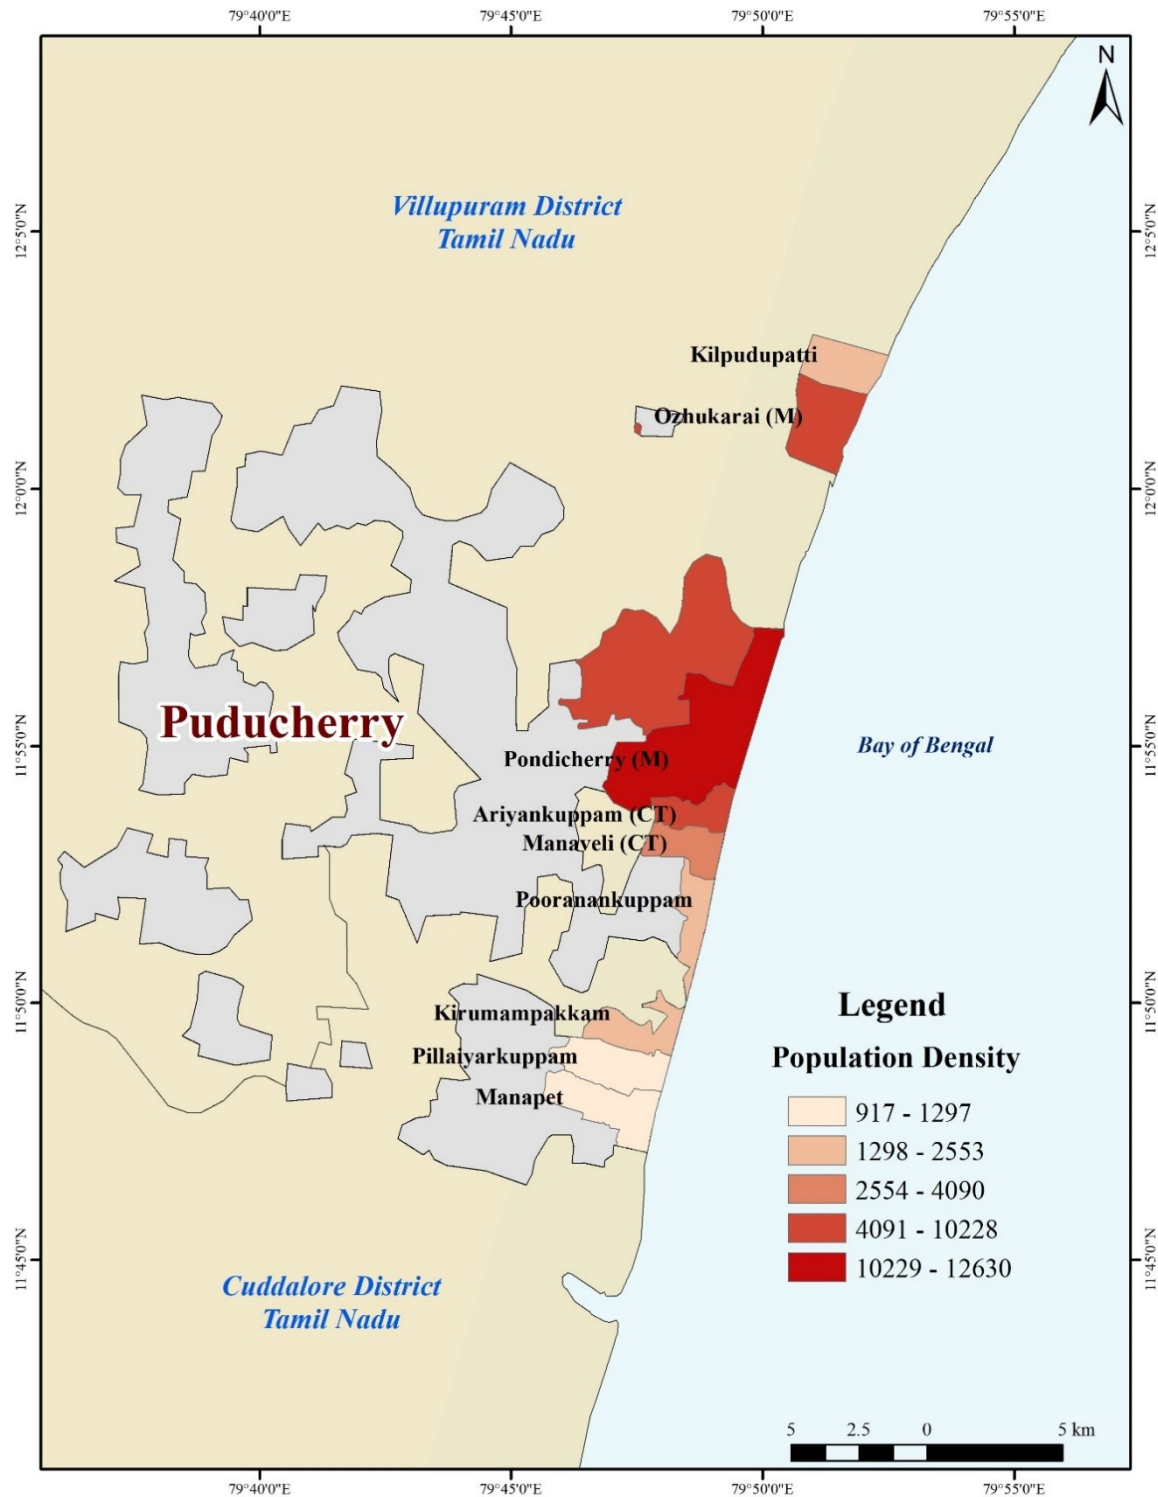 79°40'0"E
79°45'0"E
79°50'0"E
79°55'0"E
N
Villupuram District
Tamil Nadu
12°5'0"N
12°5'0"N
Kilpudupatti
Ozhukarai (M)
12°0'0"N
12°0'0"N
Puducherry
Bay of Bengal
11°55'0"N
11°55'0"N
Pondicherry (M)
Ariyankuppam (CT)
Manaveli (CT)
Pooranankuppam
11°50'0"N
11°50'0"N
Kirumampakkam
Pillaiyarkuppam
Manapet
Legend
Population Density
917 - 1297
1298 - 2553
2554 - 4090
4091 - 10228
10229 - 12630
11°45'0"N
11°45'0"N
Cuddalore District
Tamil Nadu
5 2.5 0 5 km
79°40'0"E
79°45'0"E
79°50'0"E
79°55'0"E